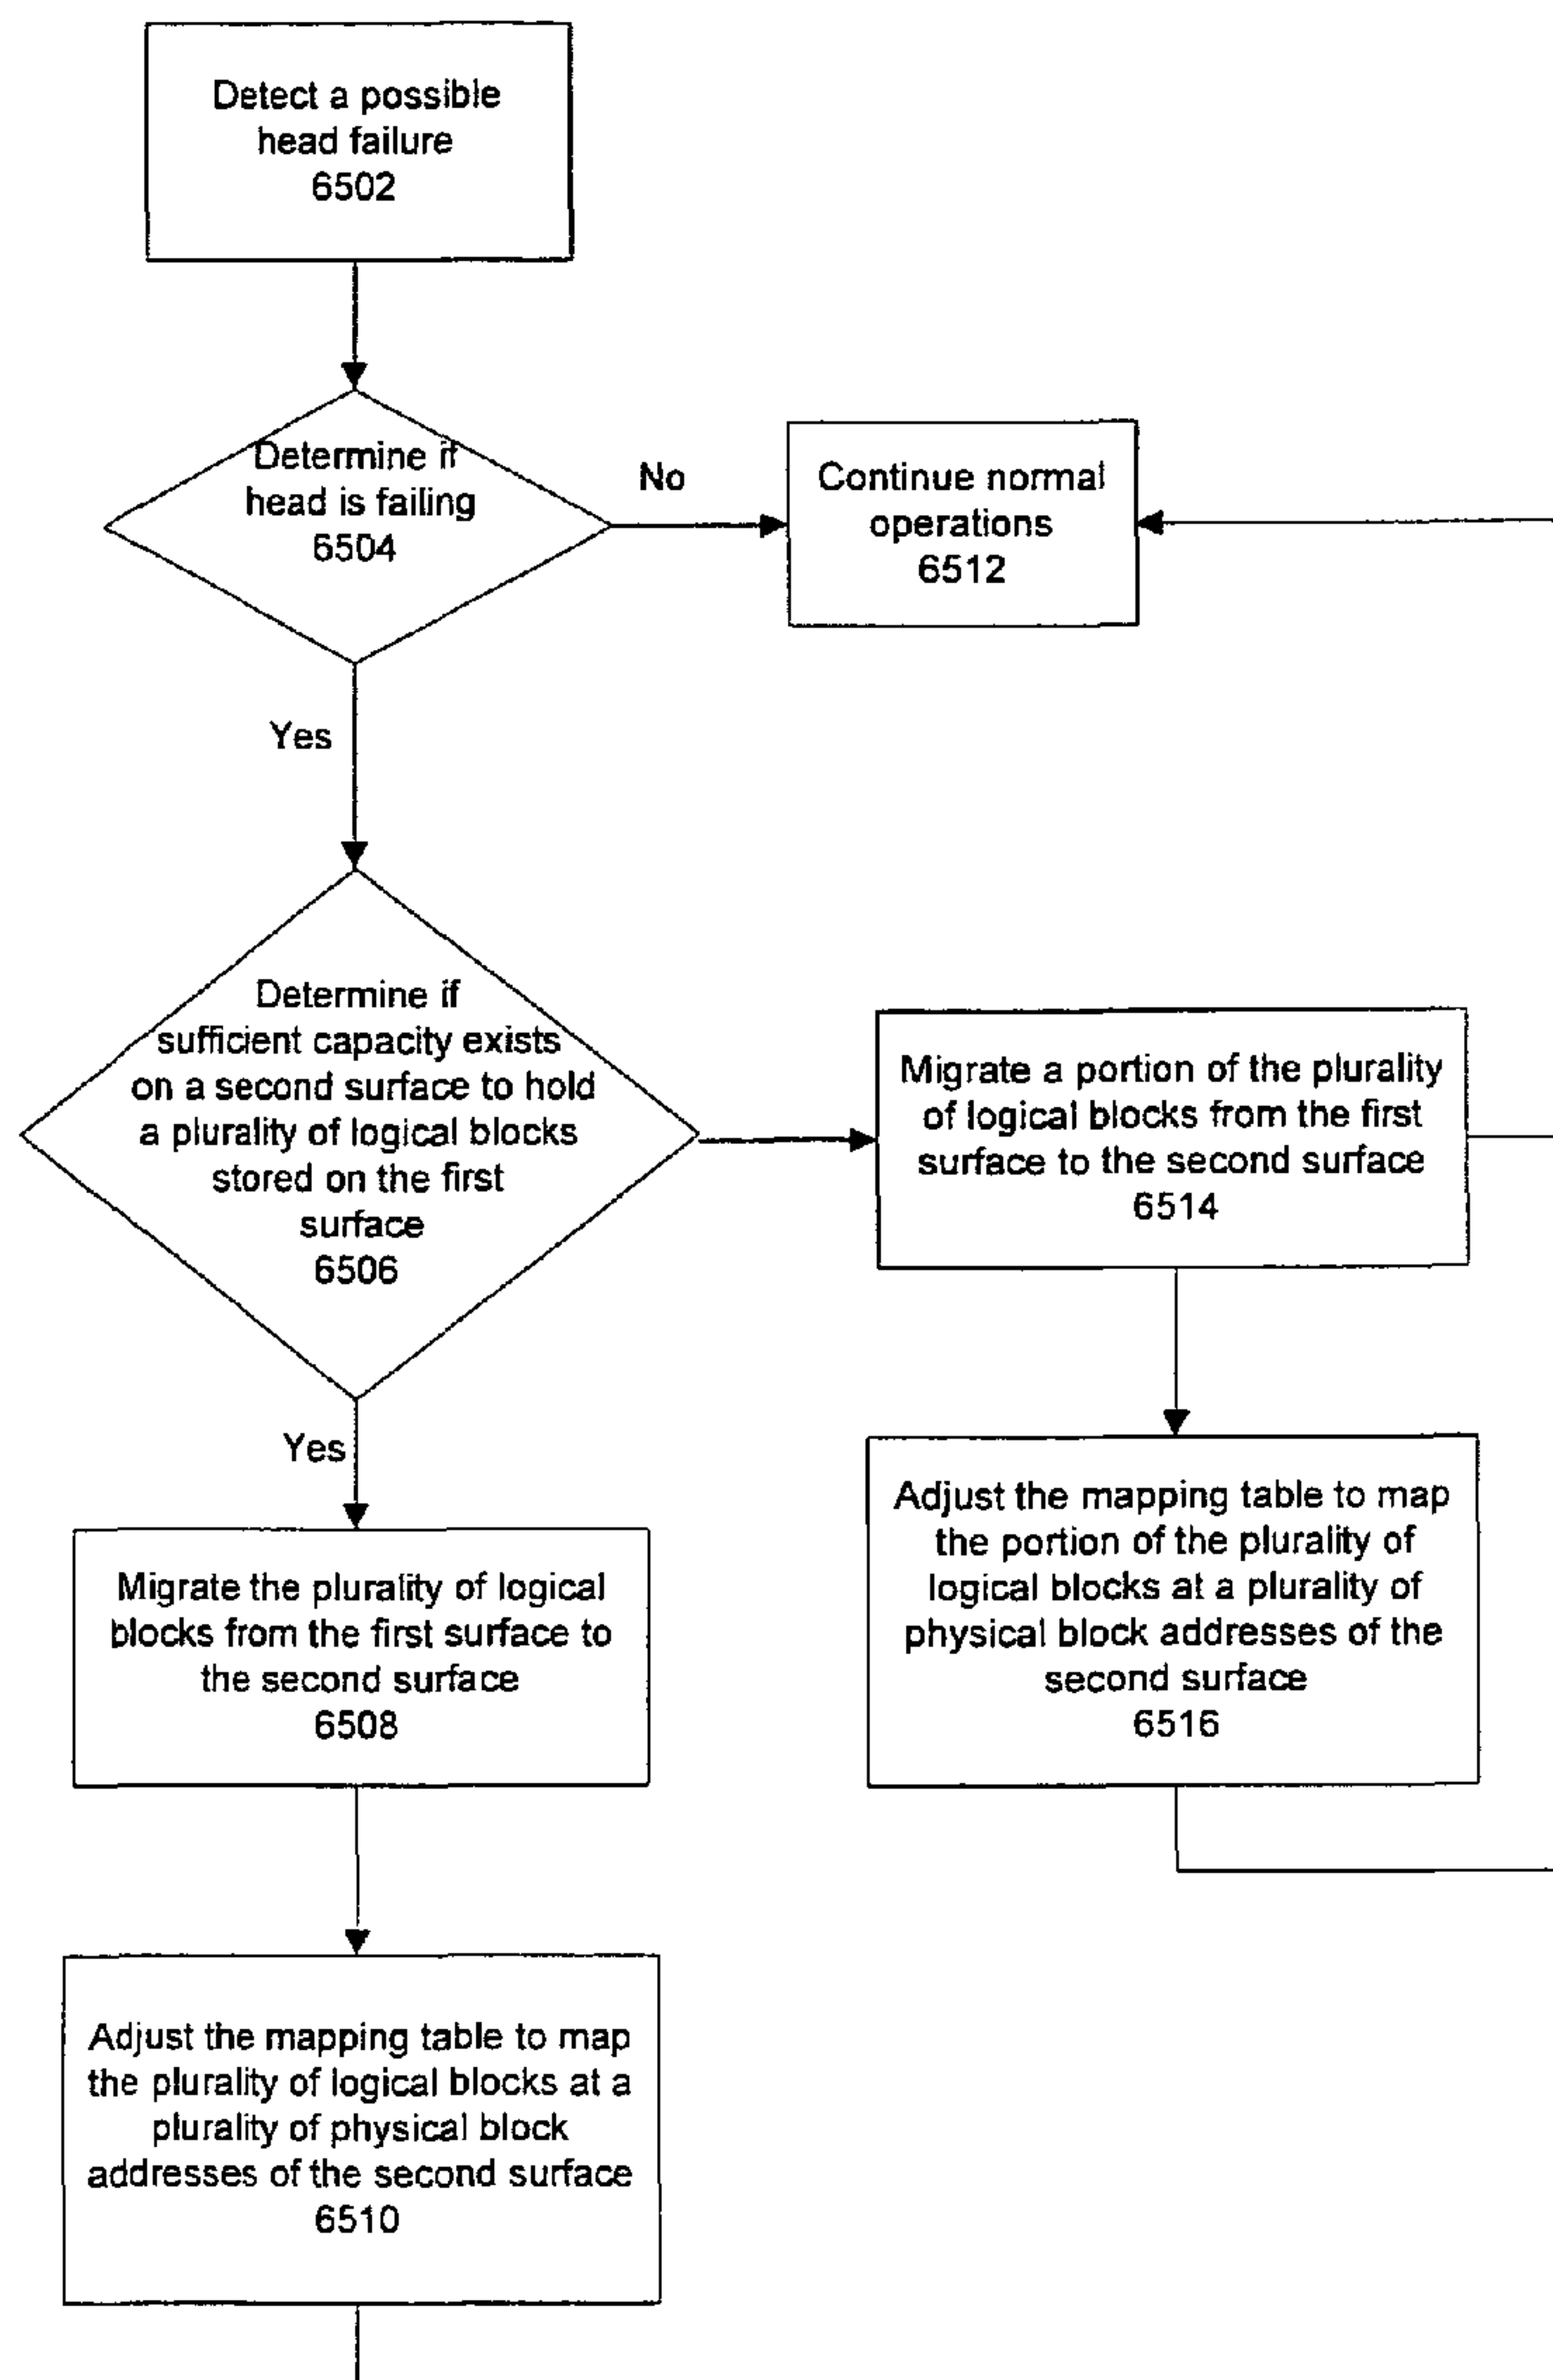 Detect a possible
head failure
6502
Determine if
head is failing
6504
No
Continue normal
operations
6512
Yes
Determine if
sufficient capacity exists
on a second surface to hold
a plurality of logical blocks
stored on the first
surface
6506
Migrate a portion of the plurality
of logical blocks from the first
surface to the second surface
6514
Yes
Adjust the mapping table to map
the portion of the plurality of
logical blocks at a plurality of
physical block addresses of the
second surface
6516
Migrate the plurality of logical
blocks from the first surface to
the second surface
6508
Adjust the mapping table to map
the plurality of logical blocks at a
plurality of physical block
addresses of the second surface
6510